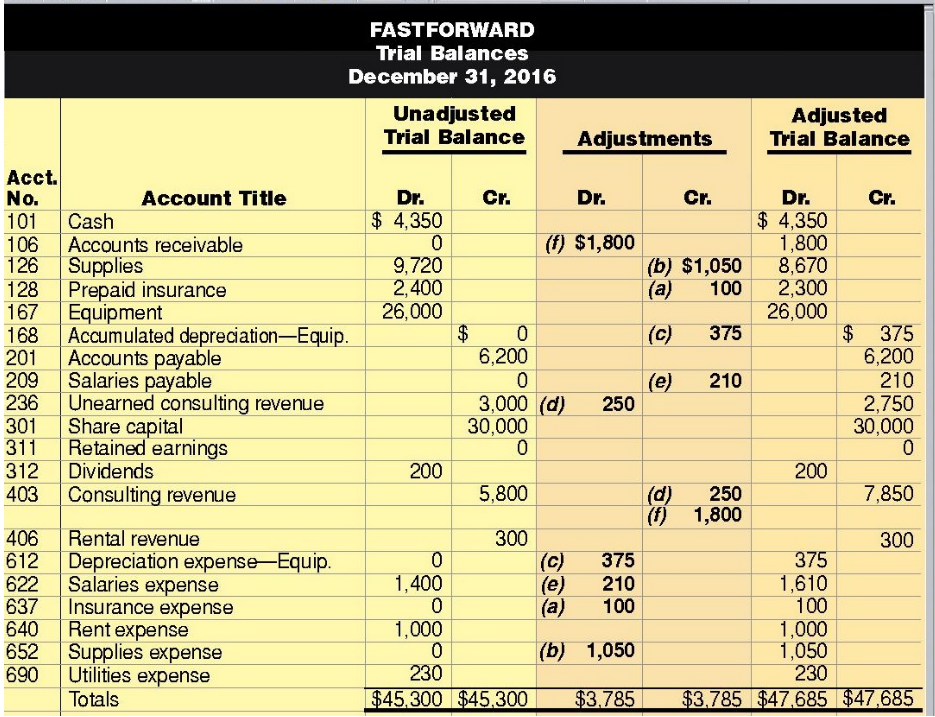 FASTFORWARD
Trial Balances
December 31, 2016
Unadjusted Trial Balance Adjustments Adjusted Trial Balance
Acct. No. Account Title Dr. Cr. Dr. Cr. Dr. Cr.
101 Cash $ 4,350 $ 4,350
106 Accounts receivable 0 (f) $1,800 1,800
126 Supplies 9,720 (b) $1,050 8,670
128 Prepaid insurance 2,400 (a) 100 2,300
167 Equipment 26,000 26,000
168 Accumulated depreciation—Equip. $ 0 (c) 375 $ 375
201 Accounts payable 6,200 6,200
209 Salaries payable 0 (e) 210 210
236 Unearned consulting revenue 3,000 (d) 250 2,750
301 Share capital 30,000 30,000
311 Retained earnings 0 0
312 Dividends 200 200
403 Consulting revenue 5,800 (d) 250 7,850
(f) 1,800
406 Rental revenue 300 300
612 Depreciation expense—Equip. 0 (c) 375 375
622 Salaries expense 1,400 (e) 210 1,610
637 Insurance expense 0 (a) 100 100
640 Rent expense 1,000 1,000
652 Supplies expense 0 (b) 1,050 1,050
690 Utilities expense 230 230
Totals $45,300 $45,300 $3,785 $3,785 $47,685 $47,685